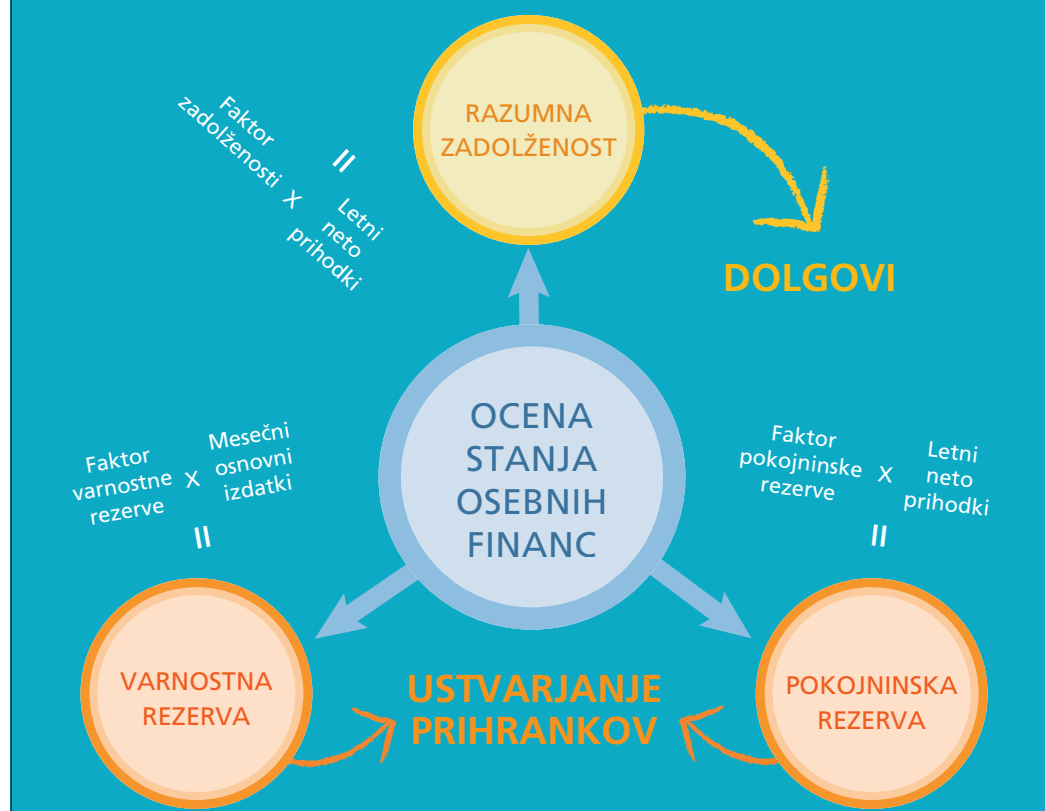 RAZUMNA
ZADOLŽENOST
Faktor
zadolženosti
X
Letni
neto
prihodki
=
DOLGOVI
OCENA
STANJA
OSEBNIH
FINANC
Faktor
varnostne
rezerve
X
Mesečni
osnovni
izdatki
=
VARNOSTNA
REZERVA
Faktor
pokojninske
rezerve
X
Letni
neto
prihodki
=
POKOJNINSKA
REZERVA
USTVARJANJE
PRIHRANKOV